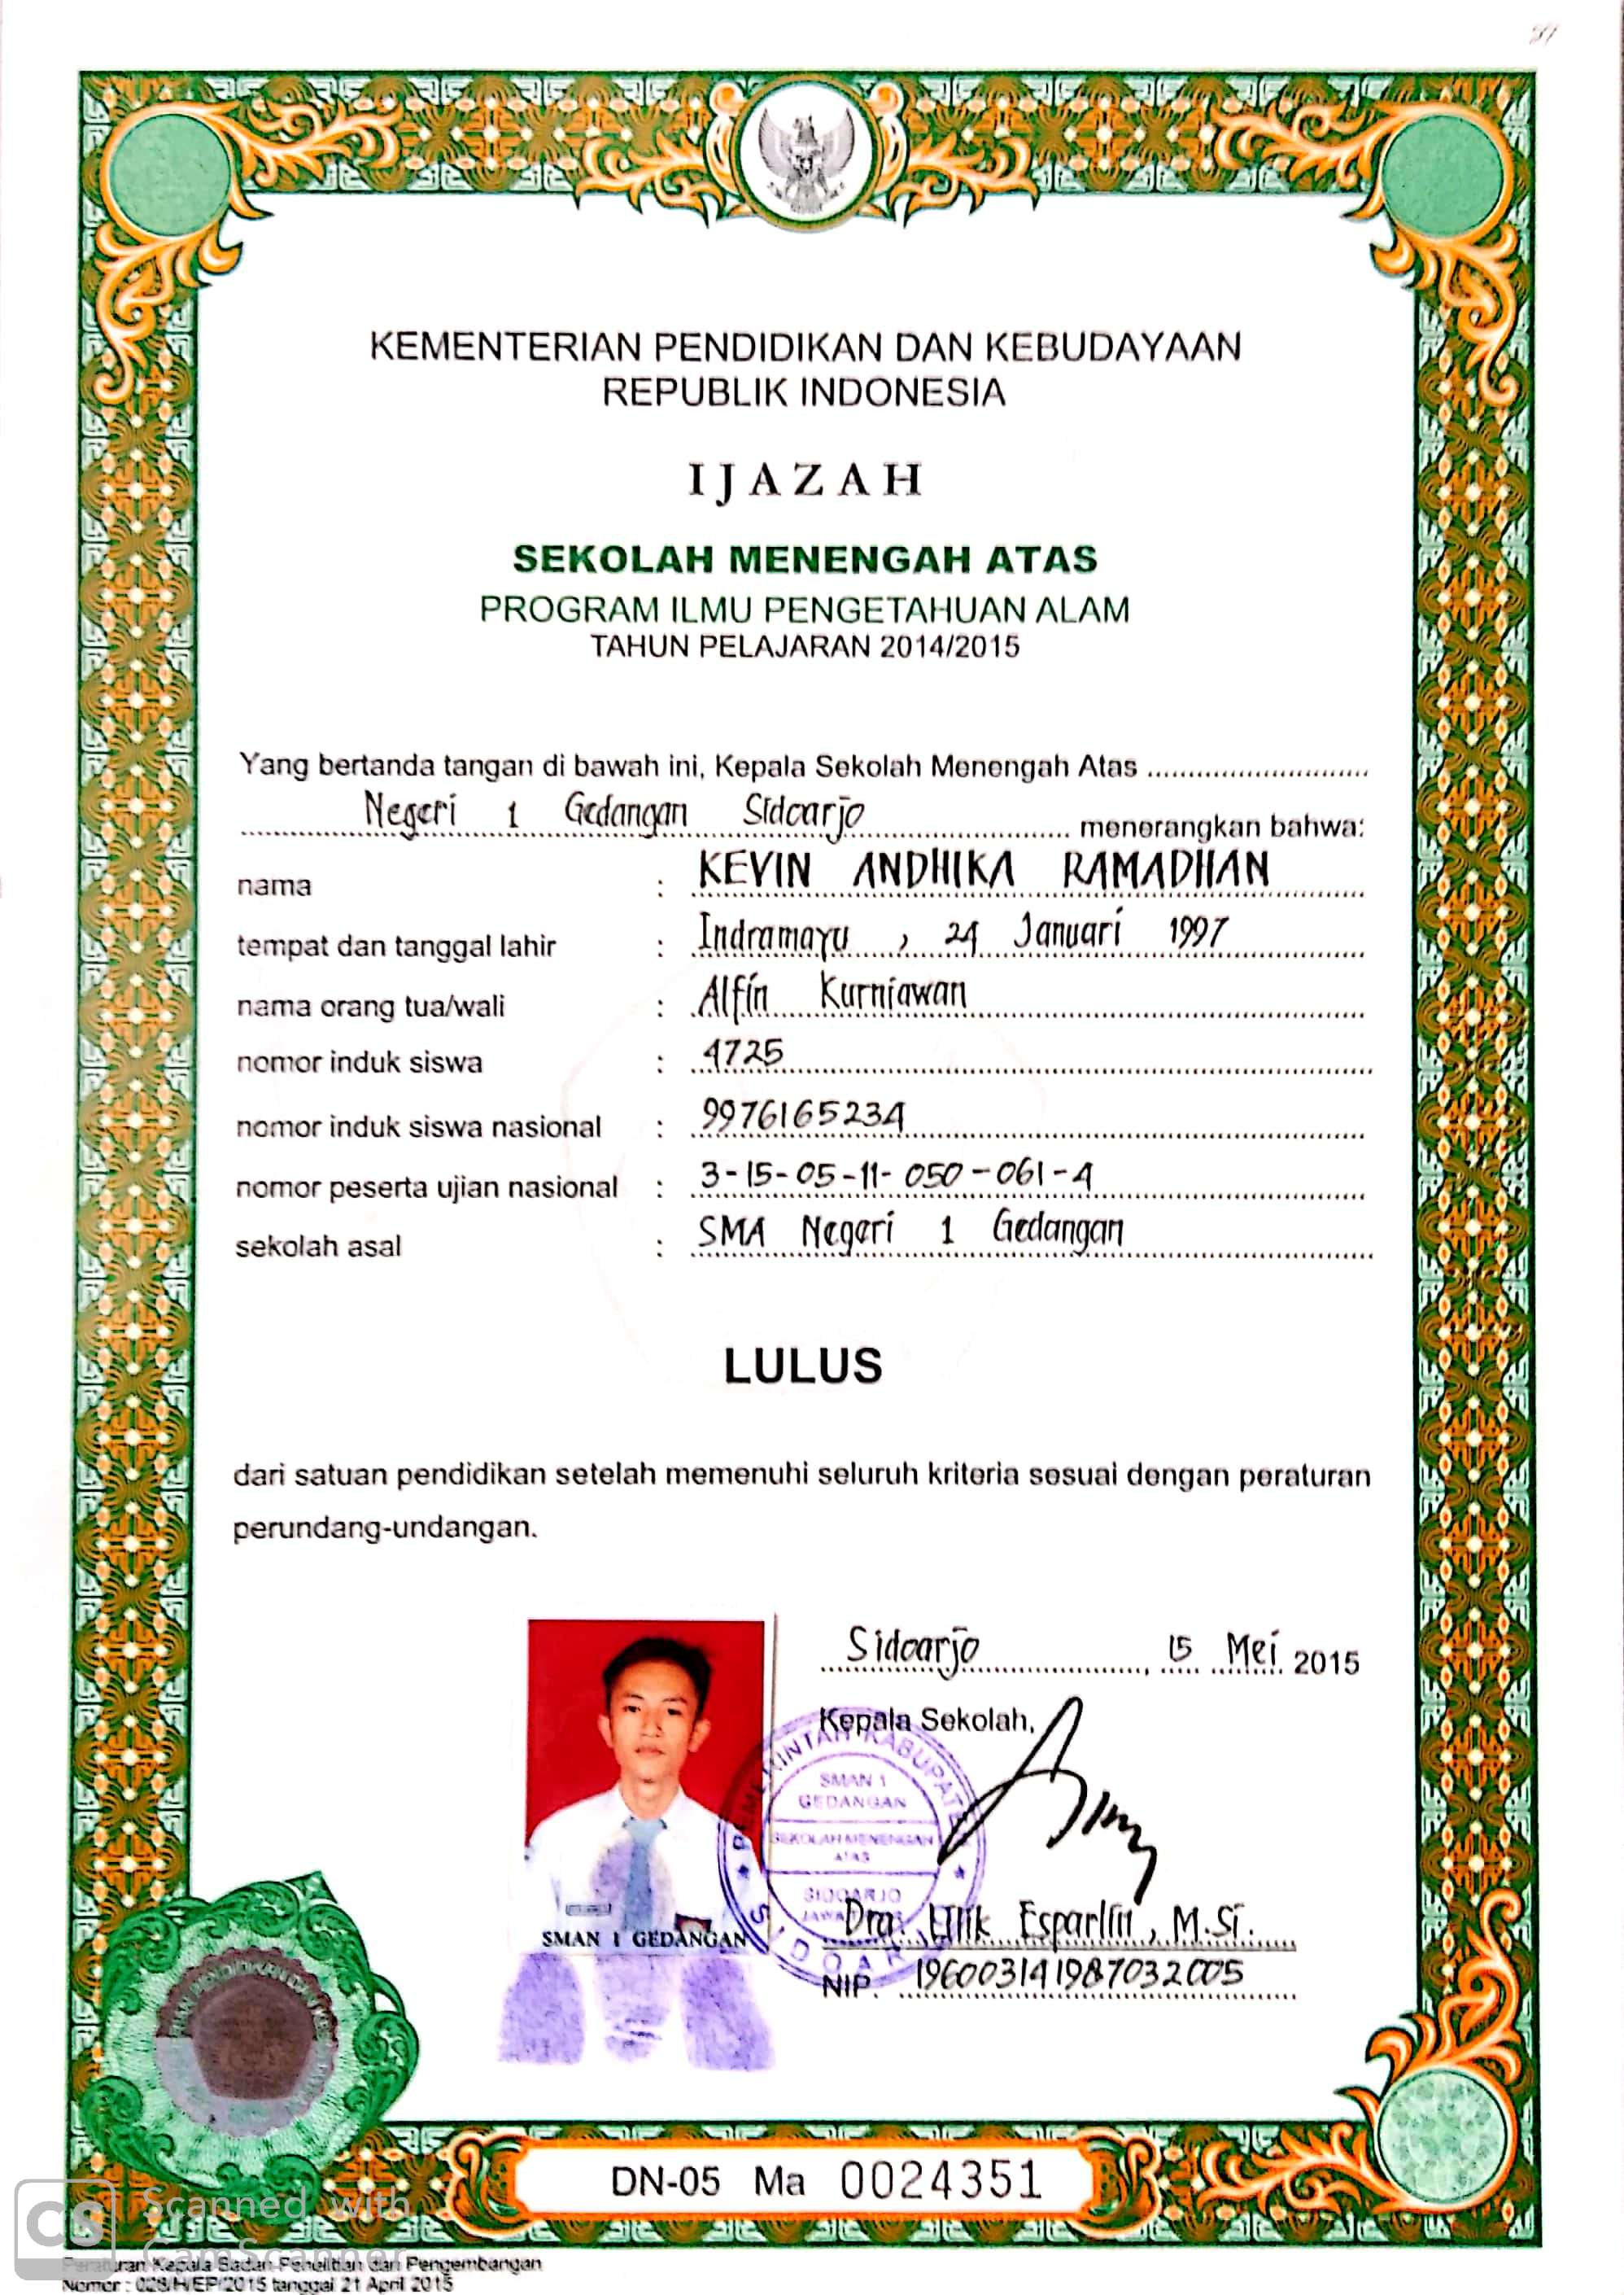 KEMENTERIAN PENDIDIKAN DAN KEBUDAYAAN
REPUBLIK INDONESIA
IJAZAH
SEKOLAH MENENGAH ATAS
PROGRAM ILMU PENGETAHUAN ALAM
TAHUN PELAJARAN 2014/2015
Yang bertanda tangan di bawah ini, Kepala Sekolah Menengah Atas
Negeri 1 Gedangan Sidoarjo menerangkan bahwa:
nama : KEVIN ANDHIKA RAMADHAN
tempat dan tanggal lahir : Indramayu, 24 Januari 1997
nama orang tua/wali : Alfin Kurniawan
nomor induk siswa : 4725
nomor induk siswa nasional : 9976165234
nomor peserta ujian nasional : 3-15-05-11-050-061-4
sekolah asal : SMA Negeri 1 Gedangan
LULUS
dari satuan pendidikan setelah memenuhi seluruh kriteria sesuai dengan peraturan
perundang-undangan.
Sidoarjo, 15 Mei 2015
Kepala Sekolah,
PEMERINTAH KABUPATEN
SMAN 1
GEDANGAN
SEKOLAH MENENGAH
ATAS
SIDOARJO
SIDOARJO
SMAN 1 GEDANGAN
Esparlin, M.Si.
NIP. 196003141987032005
DN-05 Ma 0024351
CS Scanned with
CamScanner
Peraturan Kepala Badan Penelitian dan Pengembangan
Nomor : 028/H/EP/2015 tanggal 21 April 2015